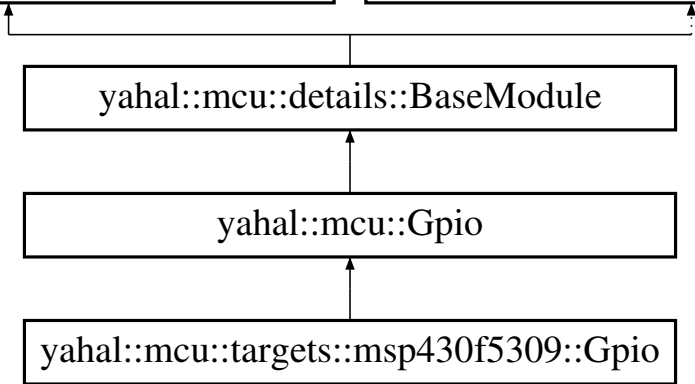 yahal::mcu::details::BaseModule
yahal::mcu::Gpio
yahal::mcu::targets::msp430f5309::Gpio